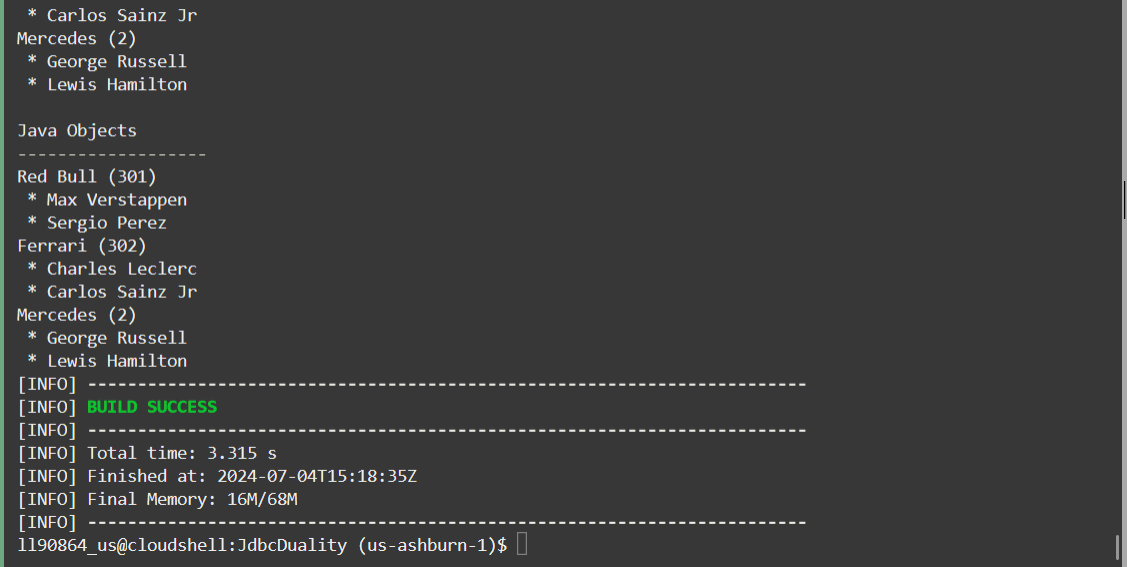 * Carlos Sainz Jr
Mercedes (2)
* George Russell
* Lewis Hamilton
Java Objects
-------------------
Red Bull (301)
* Max Verstappen
* Sergio Perez
Ferrari (302)
* Charles Leclerc
* Carlos Sainz Jr
Mercedes (2)
* George Russell
* Lewis Hamilton
[INFO] ------------------------------------------------------------------------
[INFO] BUILD SUCCESS
[INFO] ------------------------------------------------------------------------
[INFO] Total time: 3.315 s
[INFO] Finished at: 2024-07-04T15:18:35Z
[INFO] Final Memory: 16M/68M
[INFO] ------------------------------------------------------------------------
ll90864_us@cloudshell:JdbcDuality (us-ashburn-1)$